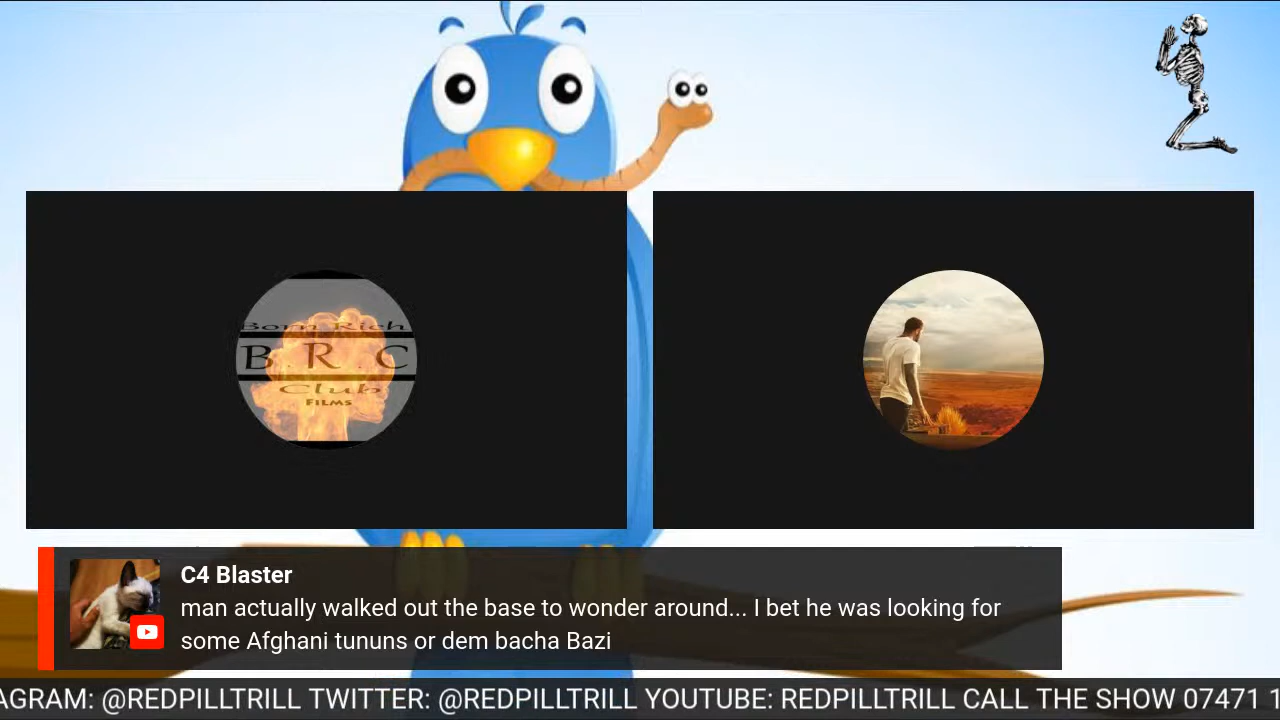 Born Rich
B . R . C
Club
FILMS
C4 Blaster
man actually walked out the base to wonder around... I bet he was looking for
some Afghani tununs or dem bacha Bazi
AGRAM: @REDPILLTRILL TWITTER: @REDPILLTRILL YOUTUBE: REDPILLTRILL CALL THE SHOW 07471 1